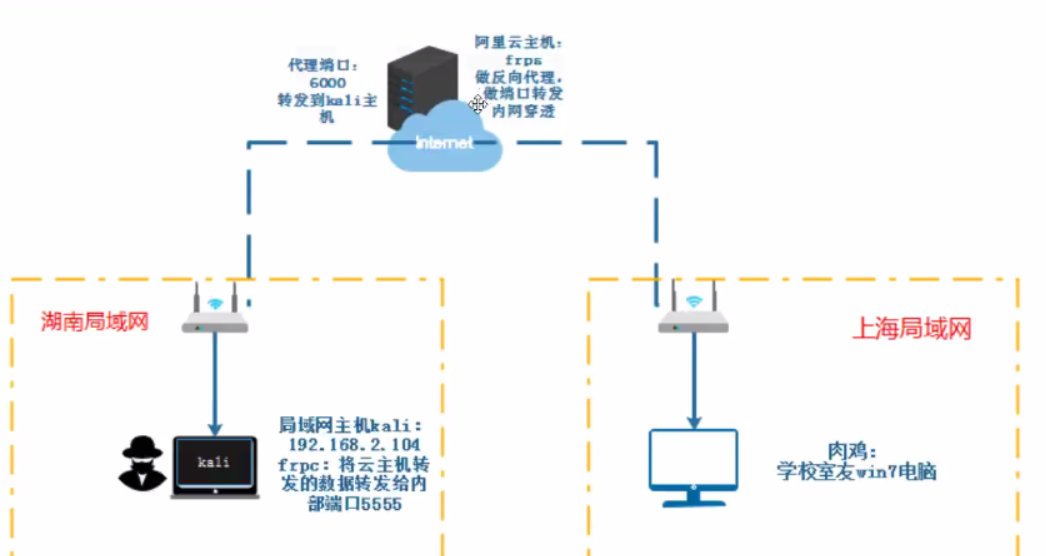 代理端口：
6000
转发到kali主
机
阿里云主机：
frps
做反向代理，
做端口转发
内网穿透
internet
湖南局域网
kali
局域网主机kali：
192.168.2.104
frpc：将云主机转
发的数据转发给内
部端口5555
上海局域网
肉鸡：
学校室友win7电脑